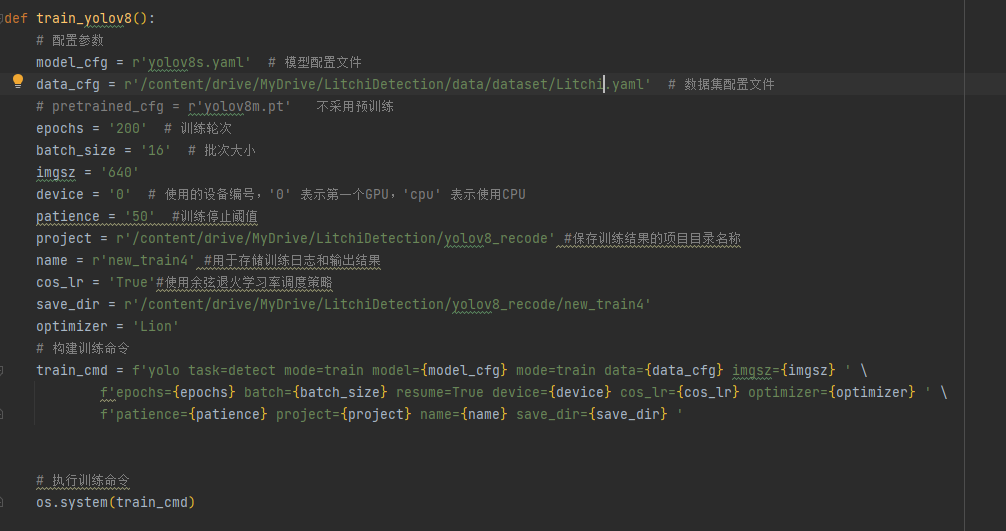 def train_yolov8():
# 配置参数
model_cfg = r'yolov8s.yaml'  # 模型配置文件
data_cfg = r'/content/drive/MyDrive/LitchiDetection/data/dataset/Litchi.yaml'  # 数据集配置文件
# pretrained_cfg = r'yolov8m.pt'   不采用预训练
epochs = '200'  # 训练轮次
batch_size = '16'  # 批次大小
imgsz = '640'
device = '0'  # 使用的设备编号，'0' 表示第一个GPU，'cpu' 表示使用CPU
patience = '50'  #训练停止阈值
project = r'/content/drive/MyDrive/LitchiDetection/yolov8_recode' #保存训练结果的项目目录名称
name = r'new_train4' #用于存储训练日志和输出结果
cos_lr = 'True'#使用余弦退火学习率调度策略
save_dir = r'/content/drive/MyDrive/LitchiDetection/yolov8_recode/new_train4'
optimizer = 'Lion'
# 构建训练命令
train_cmd = f'yolo task=detect mode=train model={model_cfg} mode=train data={data_cfg} imgsz={imgsz} ' \
f'epochs={epochs} batch={batch_size} resume=True device={device} cos_lr={cos_lr} optimizer={optimizer} ' \
f'patience={patience} project={project} name={name} save_dir={save_dir} '
# 执行训练命令
os.system(train_cmd)